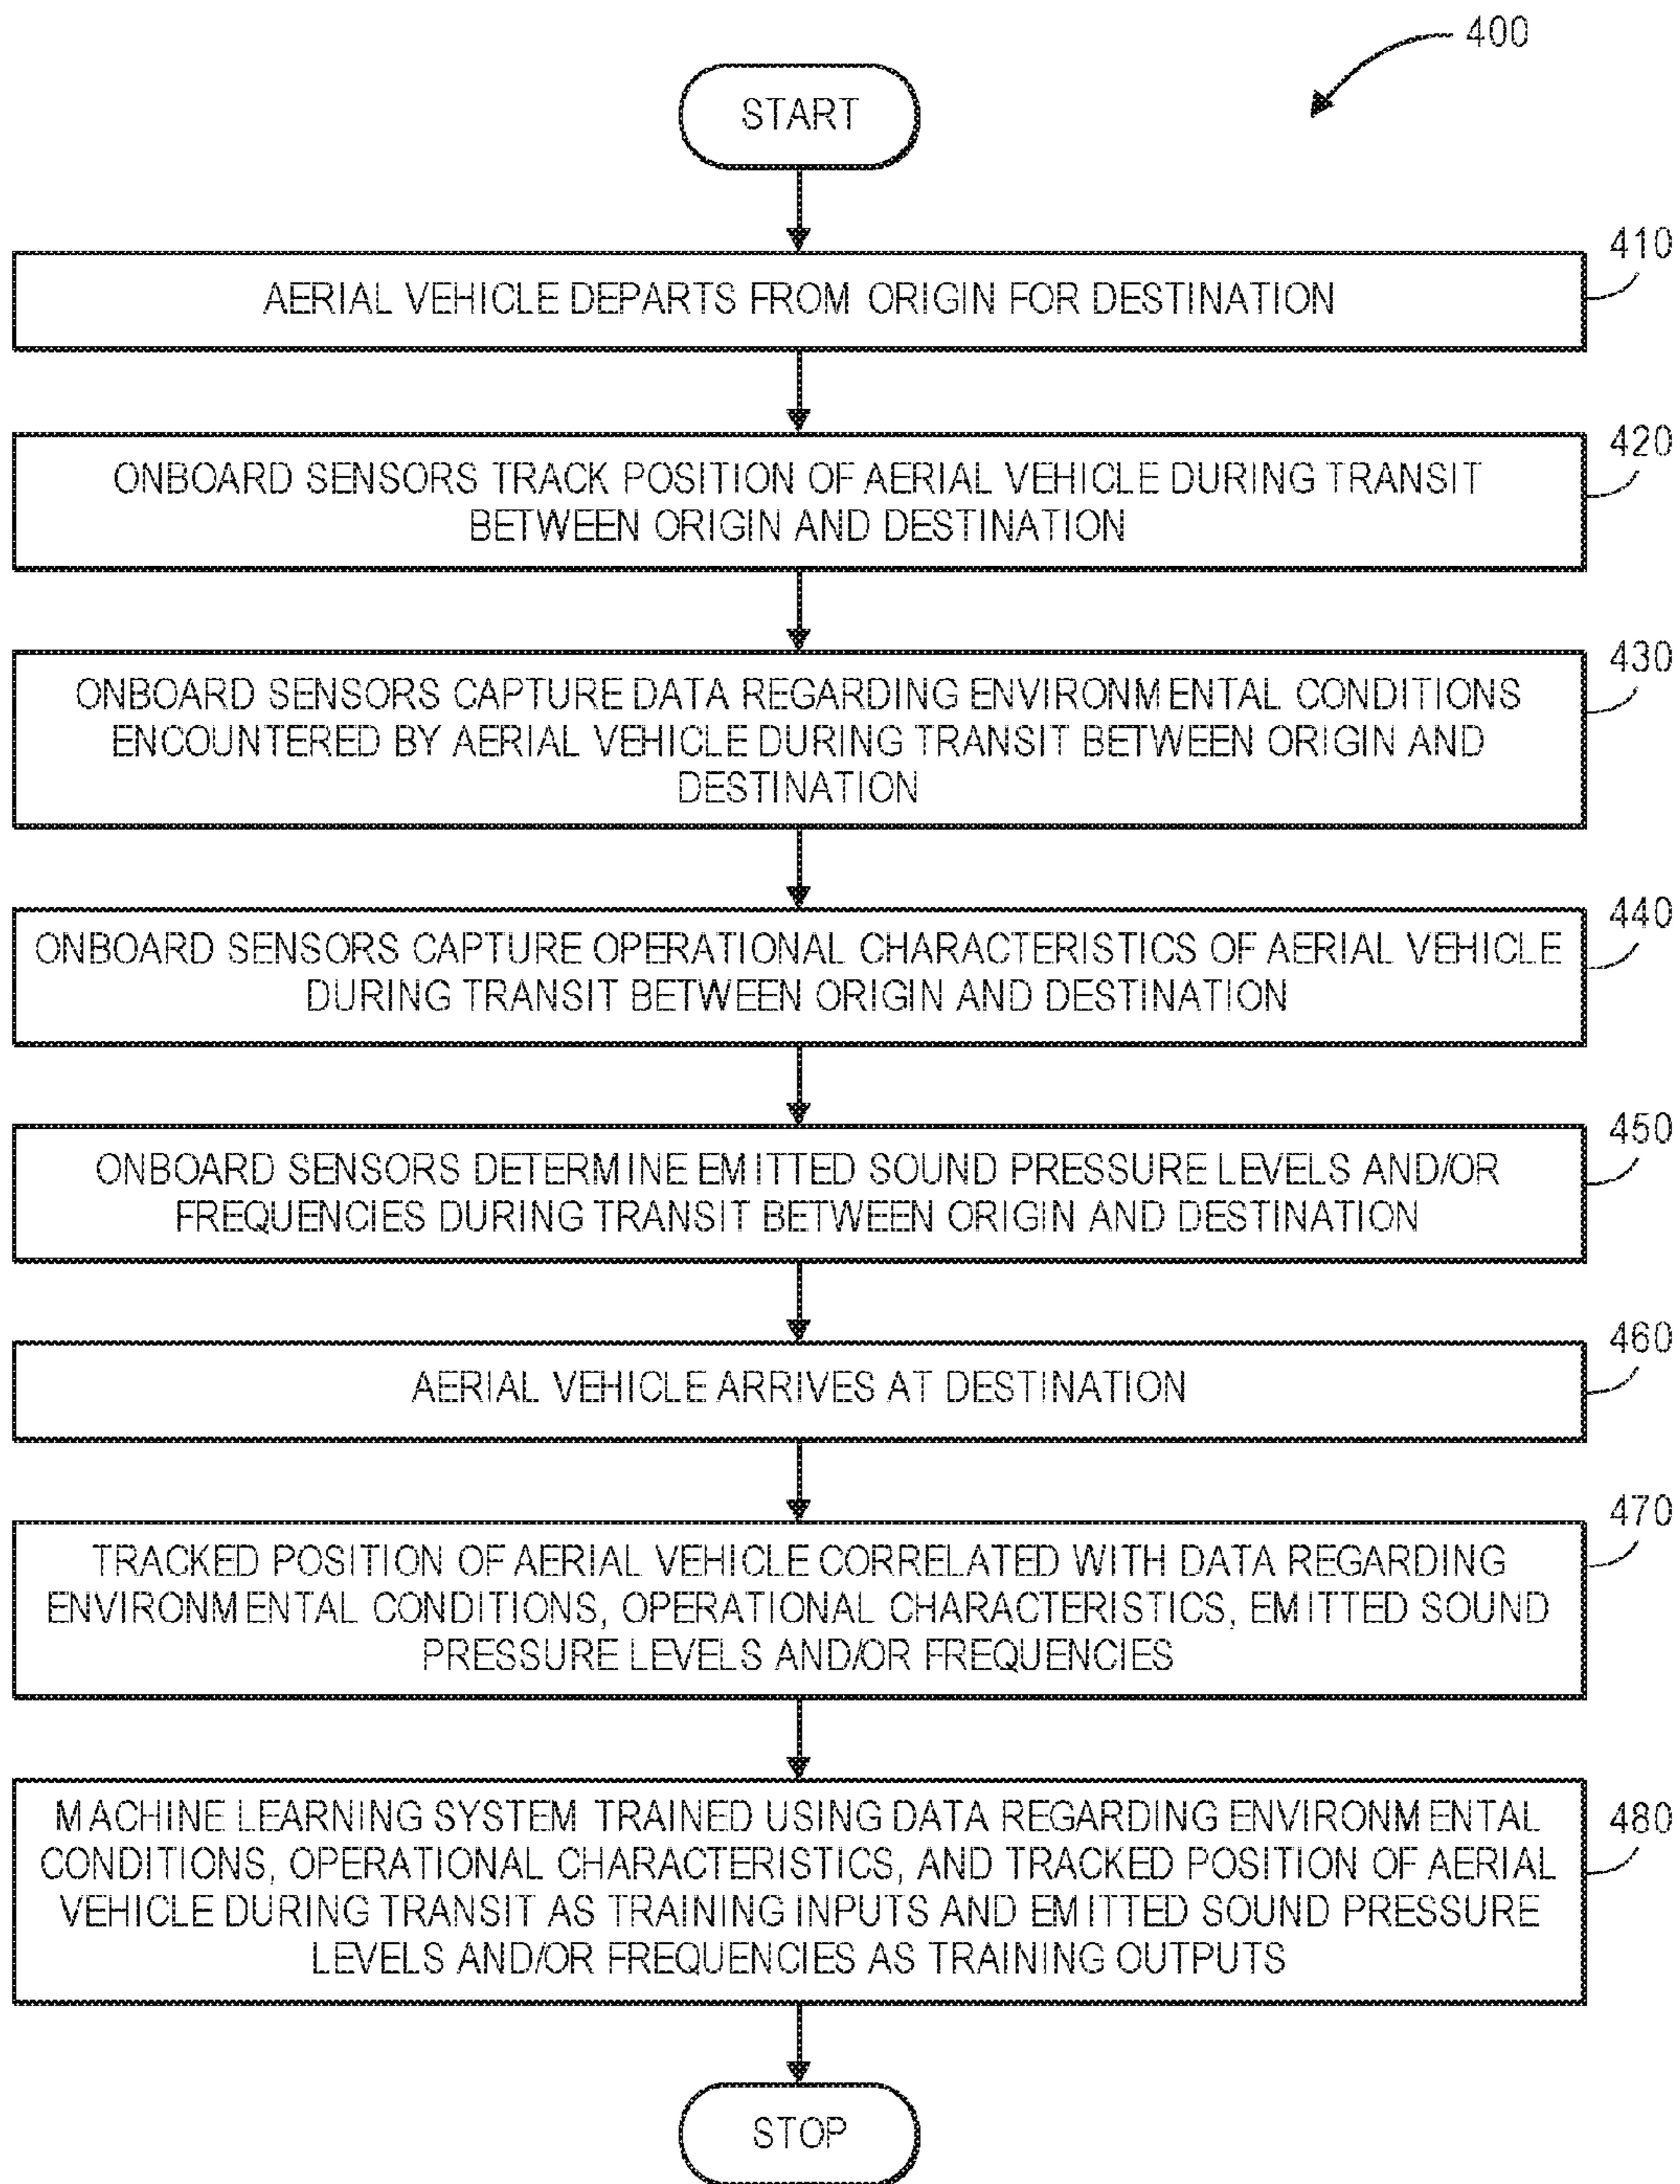 400
START
410
AERIAL VEHICLE DEPARTS FROM ORIGIN FOR DESTINATION
420
ONBOARD SENSORS TRACK POSITION OF AERIAL VEHICLE DURING TRANSIT
BETWEEN ORIGIN AND DESTINATION
430
ONBOARD SENSORS CAPTURE DATA REGARDING ENVIRONMENTAL CONDITIONS
ENCOUNTERED BY AERIAL VEHICLE DURING TRANSIT BETWEEN ORIGIN AND
DESTINATION
440
ONBOARD SENSORS CAPTURE OPERATIONAL CHARACTERISTICS OF AERIAL VEHICLE
DURING TRANSIT BETWEEN ORIGIN AND DESTINATION
450
ONBOARD SENSORS DETERMINE EMITTED SOUND PRESSURE LEVELS AND/OR
FREQUENCIES DURING TRANSIT BETWEEN ORIGIN AND DESTINATION
460
AERIAL VEHICLE ARRIVES AT DESTINATION
470
TRACKED POSITION OF AERIAL VEHICLE CORRELATED WITH DATA REGARDING
ENVIRONMENTAL CONDITIONS, OPERATIONAL CHARACTERISTICS, EMITTED SOUND
PRESSURE LEVELS AND/OR FREQUENCIES
480
MACHINE LEARNING SYSTEM TRAINED USING DATA REGARDING ENVIRONMENTAL
CONDITIONS, OPERATIONAL CHARACTERISTICS, AND TRACKED POSITION OF AERIAL
VEHICLE DURING TRANSIT AS TRAINING INPUTS AND EMITTED SOUND PRESSURE
LEVELS AND/OR FREQUENCIES AS TRAINING OUTPUTS
STOP